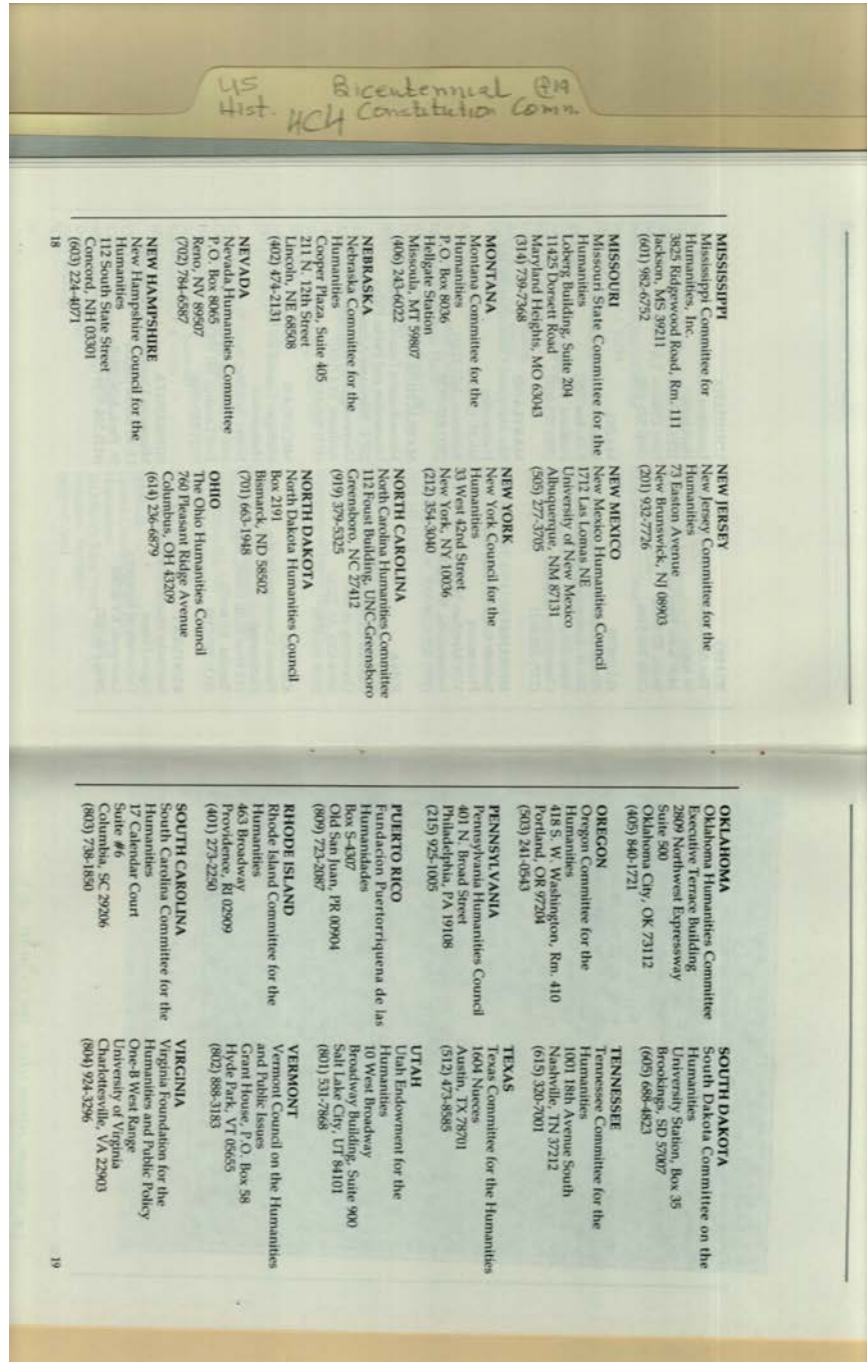 US Bicentennial @19
Hist. HC4 Constitution Comn.
MISSISSIPPI
Mississippi Committee for
Humanities, Inc.
3825 Ridgewood Road, Rm. 111
Jackson, MS 39211
(601) 982-6752
MISSOURI
Missouri State Committee for the
Humanities
Loberg Building, Suite 204
11425 Dorsett Road
Maryland Heights, MO 63043
(314) 739-7368
MONTANA
Montana Committee for the
Humanities
P.O. Box 8036
Hellgate Station
Missoula, MT 59807
(406) 243-6022
NEBRASKA
Nebraska Committee for the
Humanities
Cooper Plaza, Suite 405
211 N. 12th Street
Lincoln, NE 68508
(402) 474-2131
NEVADA
Nevada Humanities Committee
P.O. Box 8065
Reno, NV 89507
(702) 784-6587
NEW HAMPSHIRE
New Hampshire Council for the
Humanities
112 South State Street
Concord, NH 03301
(603) 224-4071
18
NEW JERSEY
New Jersey Committee for the
Humanities
73 Easton Avenue
New Brunswick, NJ 08903
(201) 932-7726
NEW MEXICO
New Mexico Humanities Council
1712 Las Lomas NE
University of New Mexico
Albuquerque, NM 87131
(505) 277-3705
NEW YORK
New York Council for the
Humanities
33 West 42nd Street
New York, NY 10036
(212) 354-3040
NORTH CAROLINA
North Carolina Humanities Committee
112 Foust Building, UNC-Greensboro
Greensboro, NC 27412
(919) 379-5325
NORTH DAKOTA
North Dakota Humanities Council
Box 2191
Bismarck, ND 58502
(701) 663-1948
OHIO
The Ohio Humanities Council
760 Pleasant Ridge Avenue
Columbus, OH 43209
(614) 236-6879
OKLAHOMA
Oklahoma Humanities Committee
Executive Terrace Building
2809 Northwest Expressway
Suite 500
Oklahoma City, OK 73112
(405) 840-1721
OREGON
Oregon Committee for the
Humanities
418 S. W. Washington, Rm. 410
Portland, OR 97204
(503) 241-0543
PENNSYLVANIA
Pennsylvania Humanities Council
401 N. Broad Street
Philadelphia, PA 19108
(215) 925-1005
PUERTO RICO
Fundacion Puertorriquena de las
Humanidades
Box S-4307
Old San Juan, PR 00904
(809) 723-2087
RHODE ISLAND
Rhode Island Committee for the
Humanities
463 Broadway
Providence, RI 02909
(401) 273-2250
SOUTH CAROLINA
South Carolina Committee for the
Humanities
17 Calendar Court
Suite #6
Columbia, SC 29206
(803) 738-1850
SOUTH DAKOTA
South Dakota Committee on the
Humanities
University Station, Box 35
Brookings, SD 57007
(605) 688-4823
TENNESSEE
Tennessee Committee for the
Humanities
1001 18th Avenue South
Nashville, TN 37212
(615) 320-7001
TEXAS
Texas Committee for the Humanities
1604 Nueces
Austin, TX 78701
(512) 473-8585
UTAH
Utah Endowment for the
Humanities
10 West Broadway
Broadway Building, Suite 900
Salt Lake City, UT 84101
(801) 531-7868
VERMONT
Vermont Council on the Humanities
and Public Issues
Grant House, P.O. Box 58
Hyde Park, VT 05655
(802) 888-3183
VIRGINIA
Virginia Foundation for the
Humanities and Public Policy
One-B West Range
University of Virginia
Charlottesville, VA 22903
(804) 924-3296
19